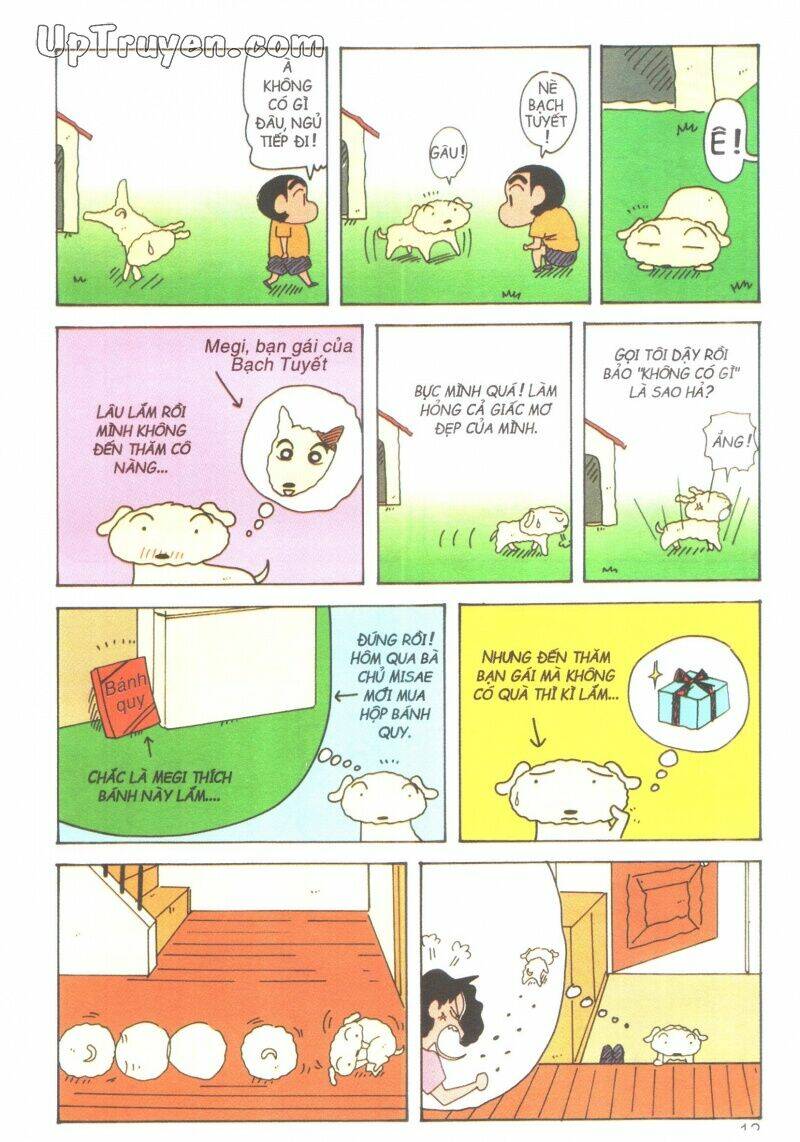 UpTruyen.com
Ê!
NÈ
BẠCH
TUYẾT
!
GÂU!
À
KHÔNG
CÓ GÌ
ĐÂU, NGỦ
TIẾP ĐI!
GỌI TÔI DẬY RỒI
BẢO "KHÔNG CÓ GÌ"
LÀ SAO HẢ?
ẲNG!
BỰC MÌNH QUÁ! LÀM
HỎNG CẢ GIẤC MƠ
ĐẸP CỦA MÌNH.
Megi, bạn gái của
Bạch Tuyết
LÂU LẮM RỒI
MÌNH KHÔNG
ĐẾN THĂM CÔ
NÀNG...
NHƯNG ĐẾN THĂM
BẠN GÁI MÀ KHÔNG
CÓ QUÀ THÌ KÌ LẮM...
ĐÚNG RỒI!
HÔM QUA BÀ
CHỦ MISAE
MƠI MUA
HỘP BÁNH
QUY.
Bánh
quy
CHẮC LÀ MEGI THÍCH
BÁNH NÀY LẮM....